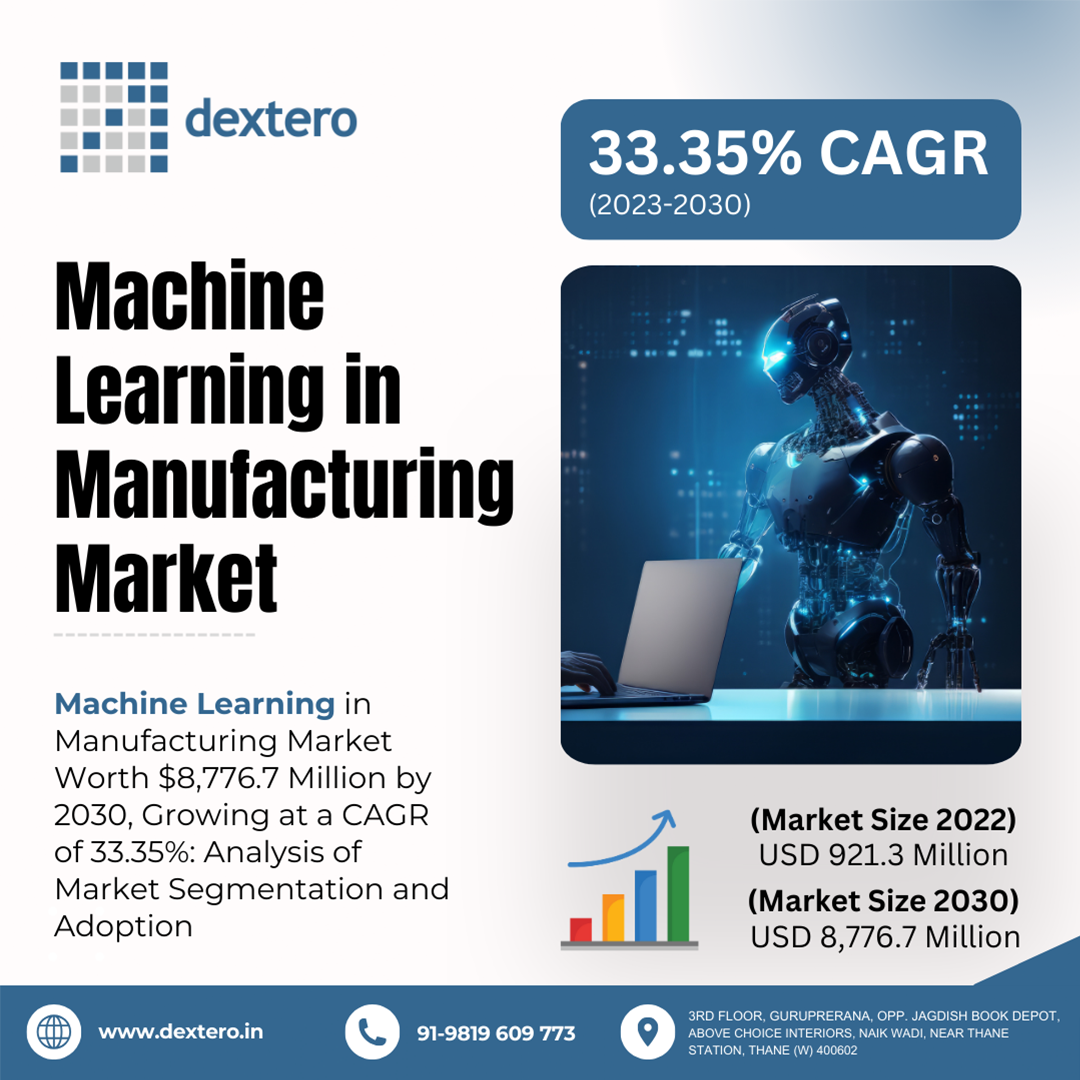 dextero
33.35% CAGR
(2023-2030)
Machine
Learning in
Manufacturing
Market
Machine Learning in
Manufacturing Market
Worth $8,776.7 Million by
2030, Growing at a CAGR
of 33.35%: Analysis of
Market Segmentation and
Adoption
(Market Size 2022)
USD 921.3 Million
(Market Size 2030)
USD 8,776.7 Million
www.dextero.in
91-9819 609 773
3RD FLOOR, GURUPRERANA, OPP. JAGDISH BOOK DEPOT,
ABOVE CHOICE INTERIORS, NAIK WADI, NEAR THANE
STATION, THANE (W) 400602